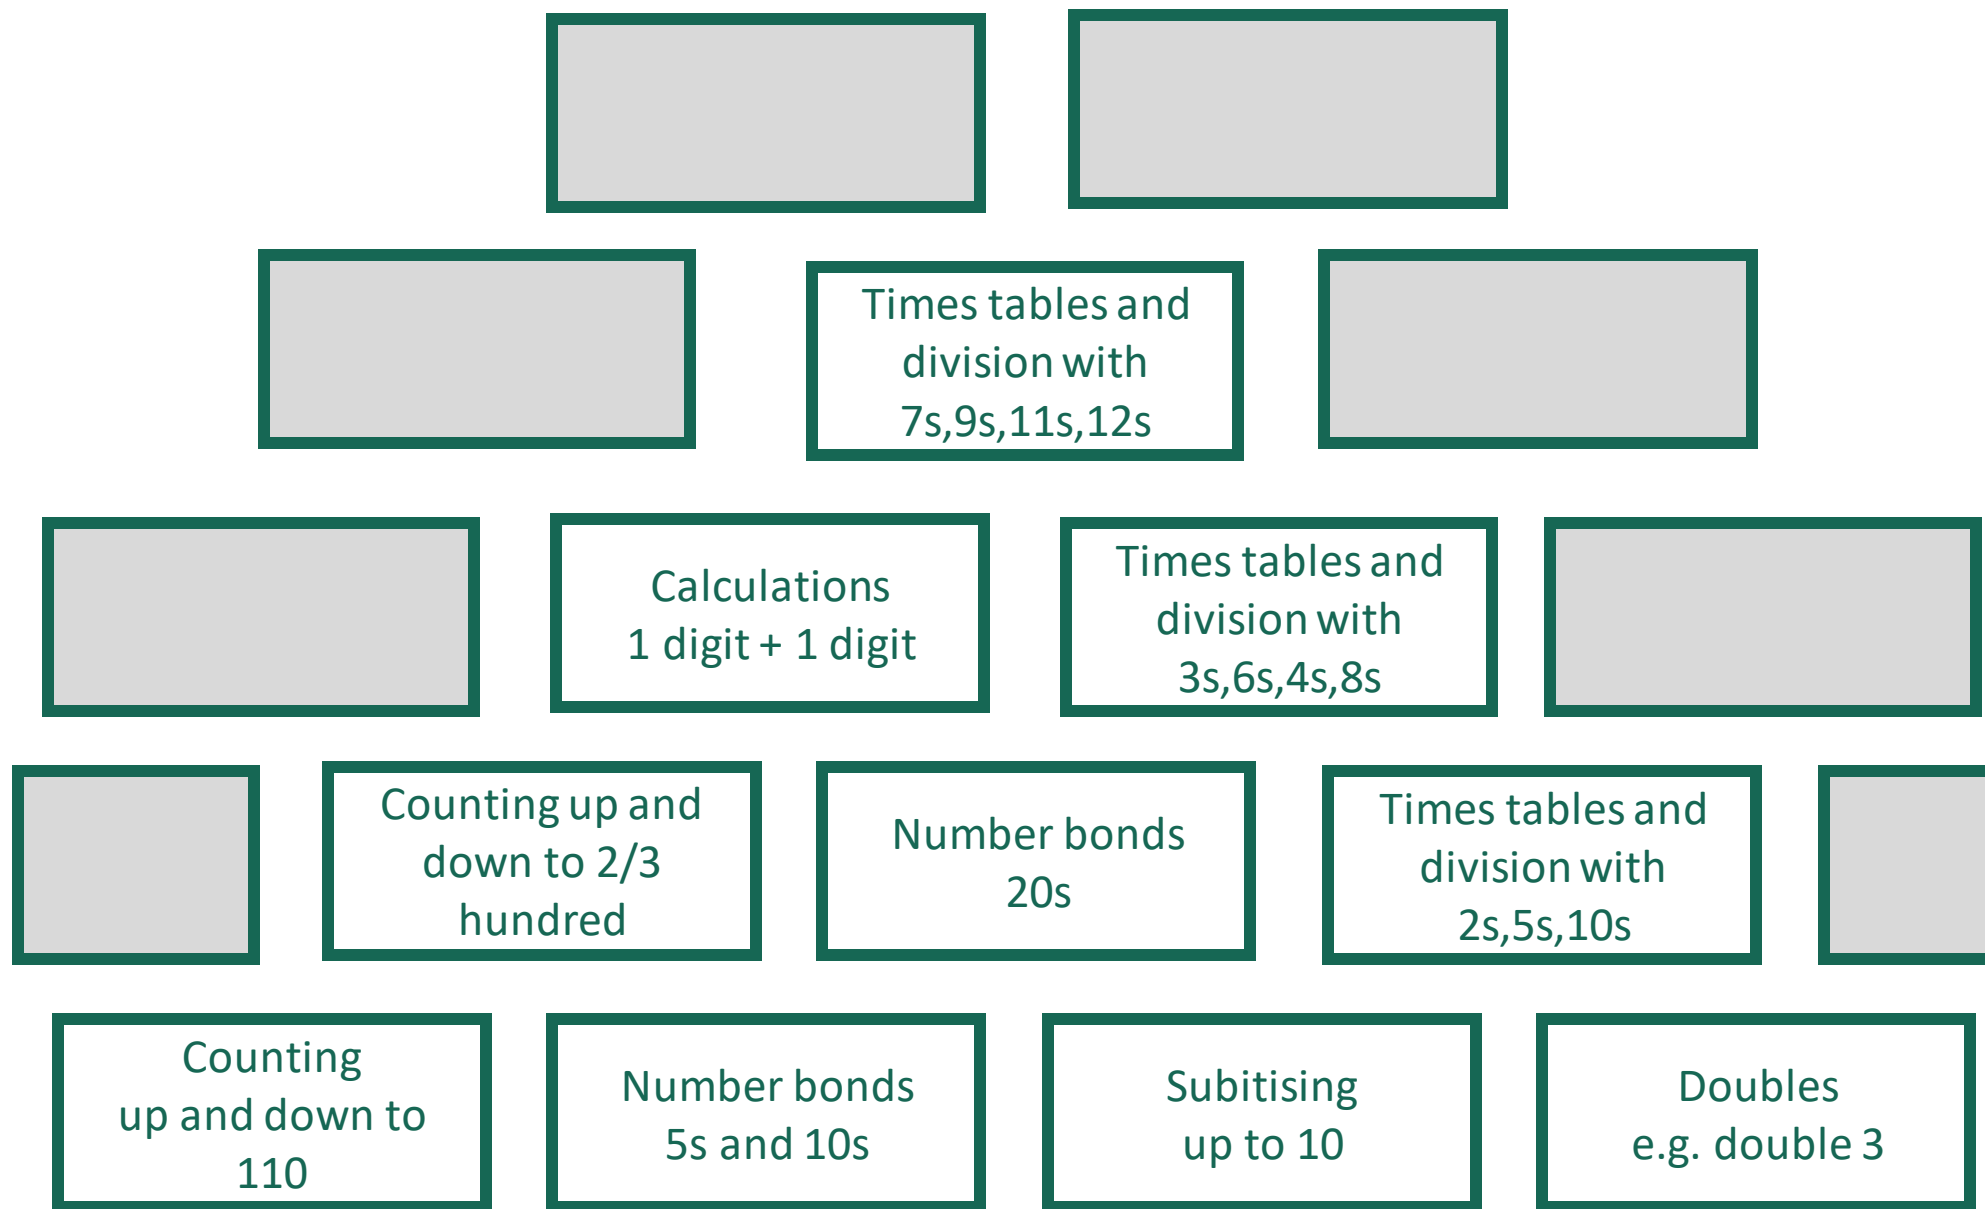 Times tables and
division with
7s,9s,11s,12s
Calculations
1 digit + 1 digit
Times tables and
division with
3s,6s,4s,8s
Counting up and
down to 2/3
hundred
Number bonds
20s
Times tables and
division with
2s,5s,10s
Counting
up and down to
110
Number bonds
5s and 10s
Subitising
up to 10
Doubles
e.g. double 3